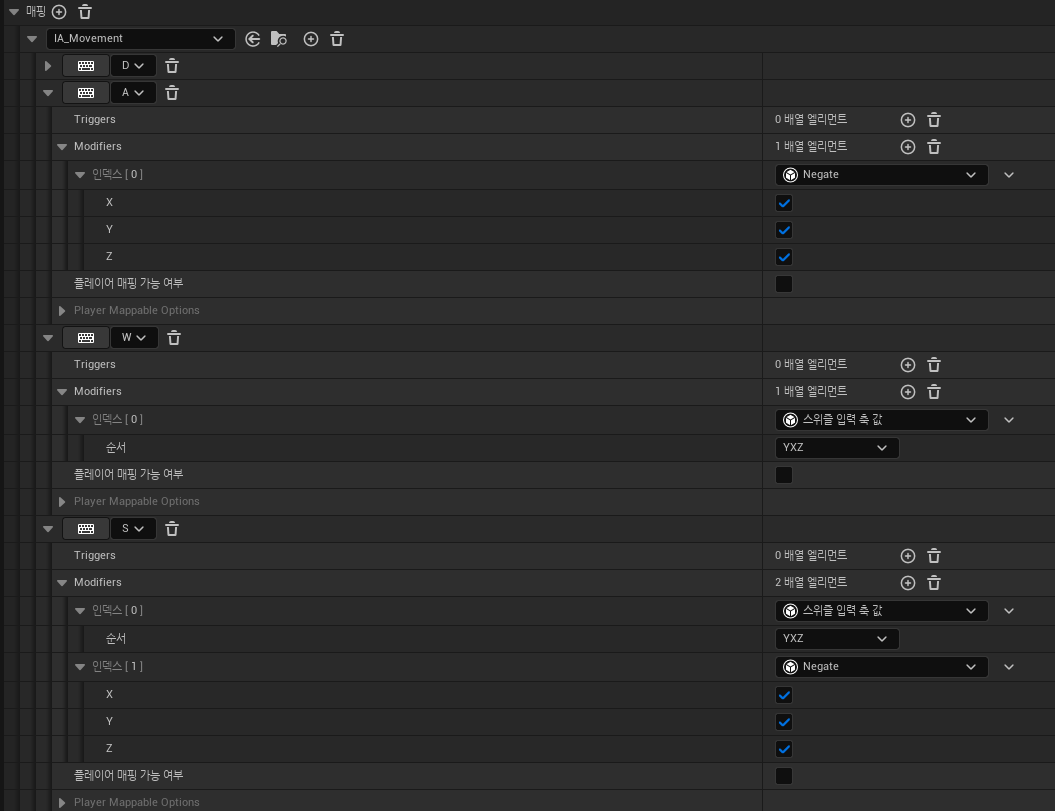 매핑
IA_Movement
D
A
Triggers 0 배열 엘리먼트
Modifiers 1 배열 엘리먼트
인덱스 [ 0 ] Negate
X
Y
Z
플레이어 매핑 가능 여부
Player Mappable Options
W
Triggers 0 배열 엘리먼트
Modifiers 1 배열 엘리먼트
인덱스 [ 0 ] 스위즐 입력 축 값
순서 YXZ
플레이어 매핑 가능 여부
Player Mappable Options
S
Triggers 0 배열 엘리먼트
Modifiers 2 배열 엘리먼트
인덱스 [ 0 ] 스위즐 입력 축 값
순서 YXZ
인덱스 [ 1 ] Negate
X
Y
Z
플레이어 매핑 가능 여부
Player Mappable Options